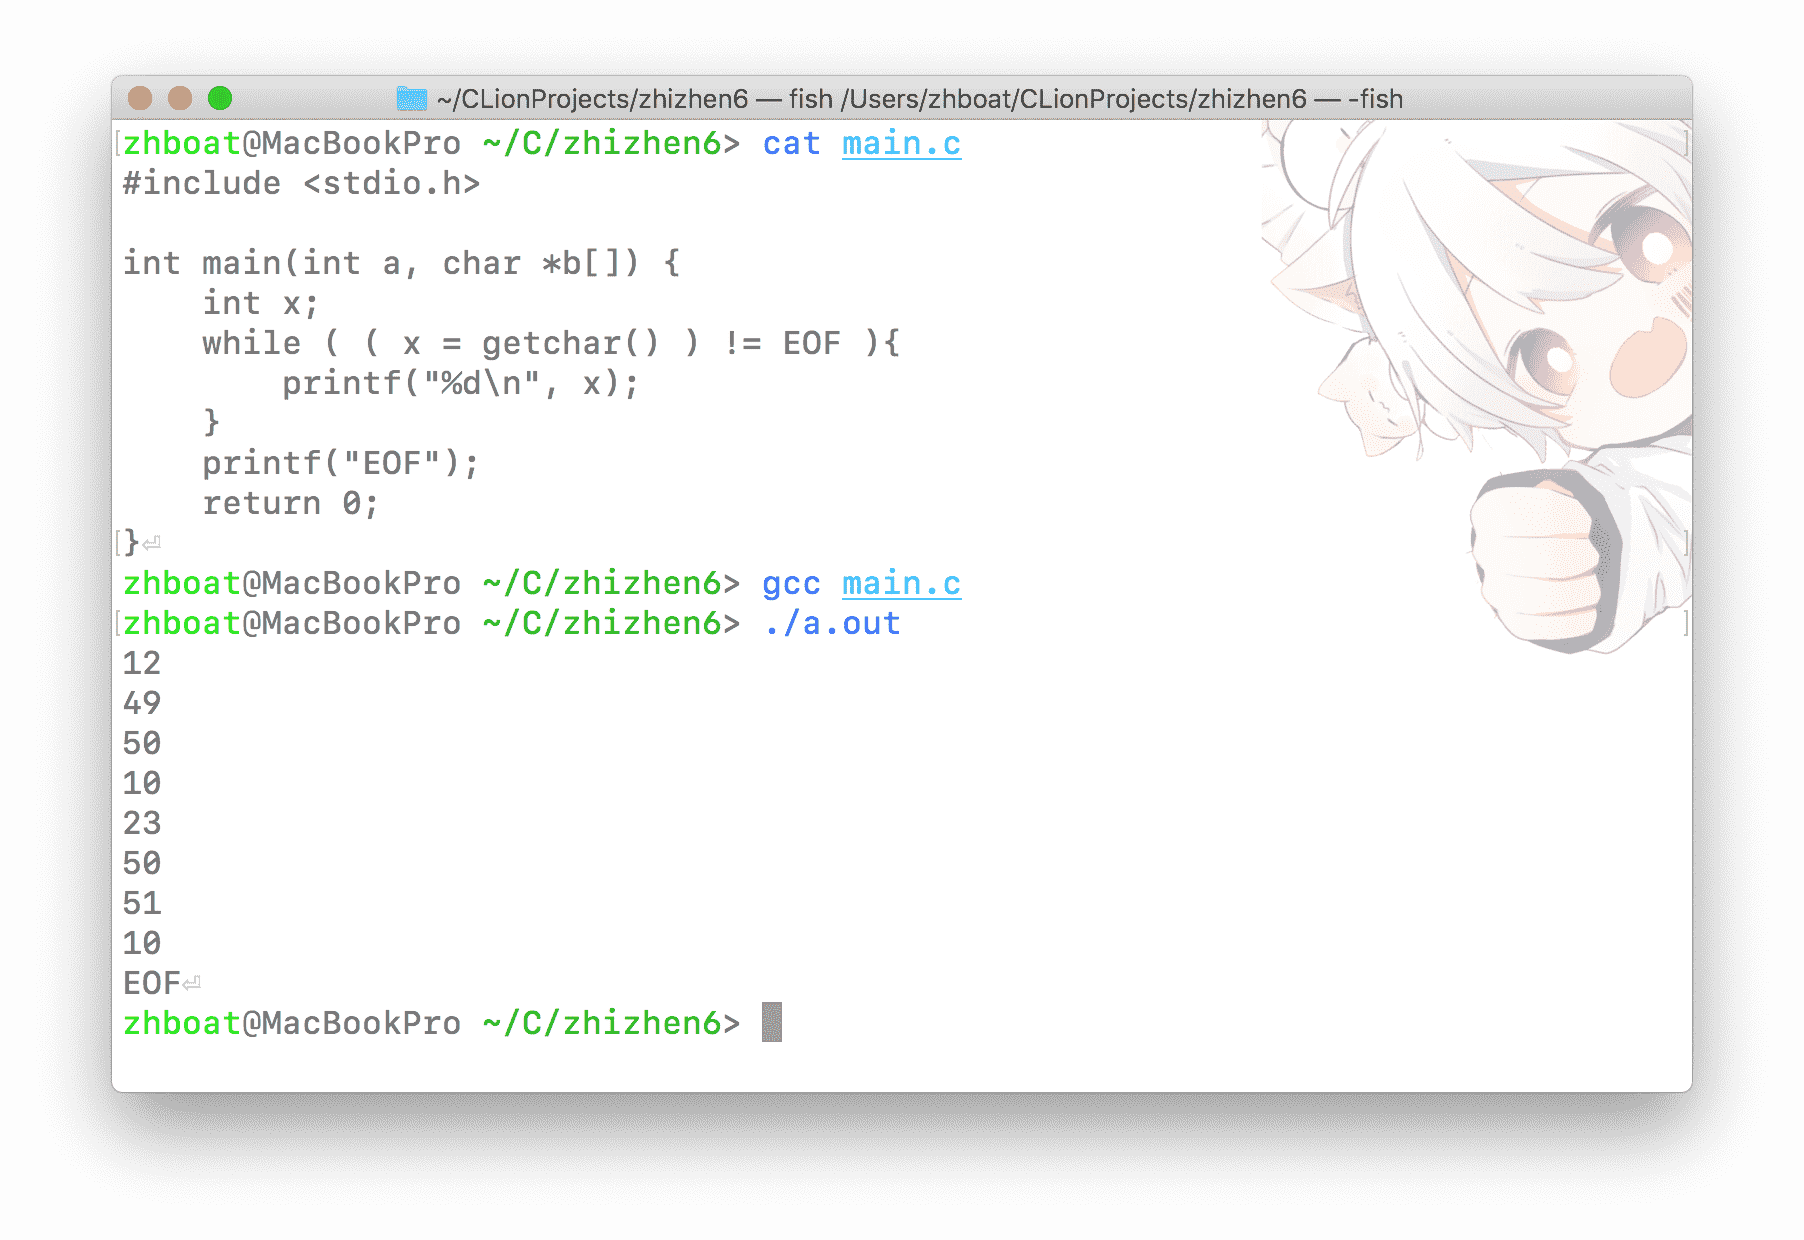 ~/CLionProjects/zhizhen6 — fish /Users/zhboat/CLionProjects/zhizhen6 — -fish
zhboat@MacBookPro ~/C/zhizhen6> cat main.c
#include <stdio.h>
int main(int a, char *b[]) {
    int x;
    while ( ( x = getchar() ) != EOF ){
        printf("%d\n", x);
    }
    printf("EOF");
    return 0;
}⏎
zhboat@MacBookPro ~/C/zhizhen6> gcc main.c
zhboat@MacBookPro ~/C/zhizhen6> ./a.out
12
49
50
10
23
50
51
10
EOF⏎
zhboat@MacBookPro ~/C/zhizhen6>